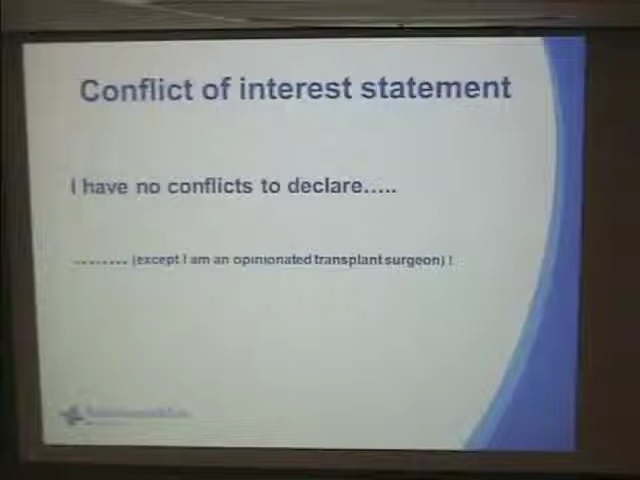 Conflict of interest statement
I have no conflicts to declare.....
......... (except I am an opinionated transplant surgeon) !